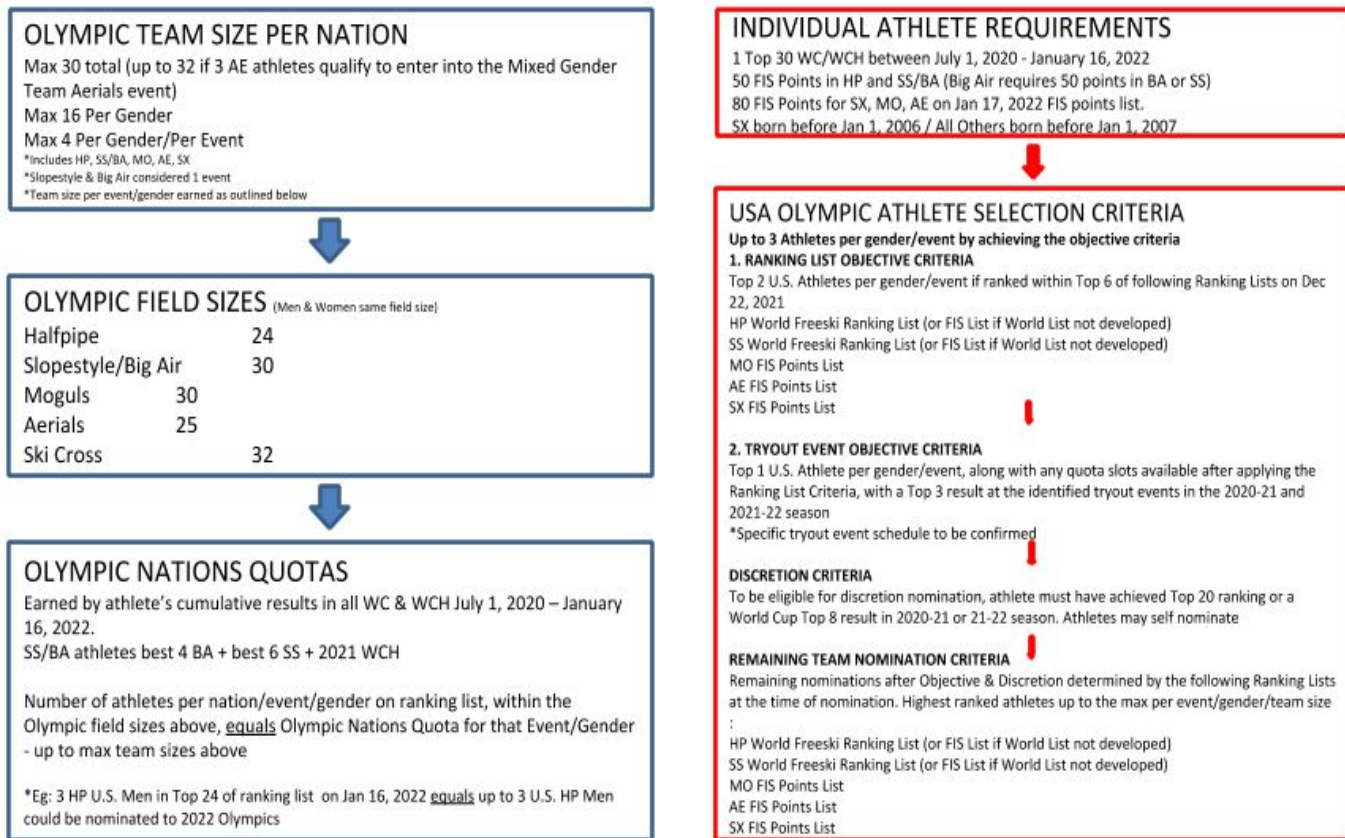 OLYMPIC TEAM SIZE PER NATION
Max 30 total (up to 32 if 3 AE athletes qualify to enter into the Mixed Gender
Team Aerials event)
Max 16 Per Gender
Max 4 Per Gender/Per Event
*Includes HP, SS/BA, MO, AE, SX
*Slopestyle & Big Air considered 1 event
*Team size per event/gender earned as outlined below
OLYMPIC FIELD SIZES (Men & Women same field size)
Halfpipe 24
Slopestyle/Big Air 30
Moguls 30
Aerials 25
Ski Cross 32
OLYMPIC NATIONS QUOTAS
Earned by athlete's cumulative results in all WC & WCH July 1, 2020 – January
16, 2022.
SS/BA athletes best 4 BA + best 6 SS + 2021 WCH
Number of athletes per nation/event/gender on ranking list, within the
Olympic field sizes above, equals Olympic Nations Quota for that Event/Gender
- up to max team sizes above
*Eg: 3 HP U.S. Men in Top 24 of ranking list on Jan 16, 2022 equals up to 3 U.S. HP Men
could be nominated to 2022 Olympics
INDIVIDUAL ATHLETE REQUIREMENTS
1 Top 30 WC/WCH between July 1, 2020 - January 16, 2022
50 FIS Points in HP and SS/BA (Big Air requires 50 points in BA or SS)
80 FIS Points for SX, MO, AE on Jan 17, 2022 FIS points list.
SX born before Jan 1, 2006 / All Others born before Jan 1, 2007
USA OLYMPIC ATHLETE SELECTION CRITERIA
Up to 3 Athletes per gender/event by achieving the objective criteria
1. RANKING LIST OBJECTIVE CRITERIA
Top 2 U.S. Athletes per gender/event if ranked within Top 6 of following Ranking Lists on Dec
22, 2021
HP World Freeski Ranking List (or FIS List if World List not developed)
SS World Freeski Ranking List (or FIS List if World List not developed)
MO FIS Points List
AE FIS Points List
SX FIS Points List
2. TRYOUT EVENT OBJECTIVE CRITERIA
Top 1 U.S. Athlete per gender/event, along with any quota slots available after applying the
Ranking List Criteria, with a Top 3 result at the identified tryout events in the 2020-21 and
2021-22 season
*Specific tryout event schedule to be confirmed
DISCRETION CRITERIA
To be eligible for discretion nomination, athlete must have achieved Top 20 ranking or a
World Cup Top 8 result in 2020-21 or 21-22 season. Athletes may self nominate
REMAINING TEAM NOMINATION CRITERIA
Remaining nominations after Objective & Discretion determined by the following Ranking Lists
at the time of nomination. Highest ranked athletes up to the max per event/gender/team size
:
HP World Freeski Ranking List (or FIS List if World List not developed)
SS World Freeski Ranking List (or FIS List if World List not developed)
MO FIS Points List
AE FIS Points List
SX FIS Points List